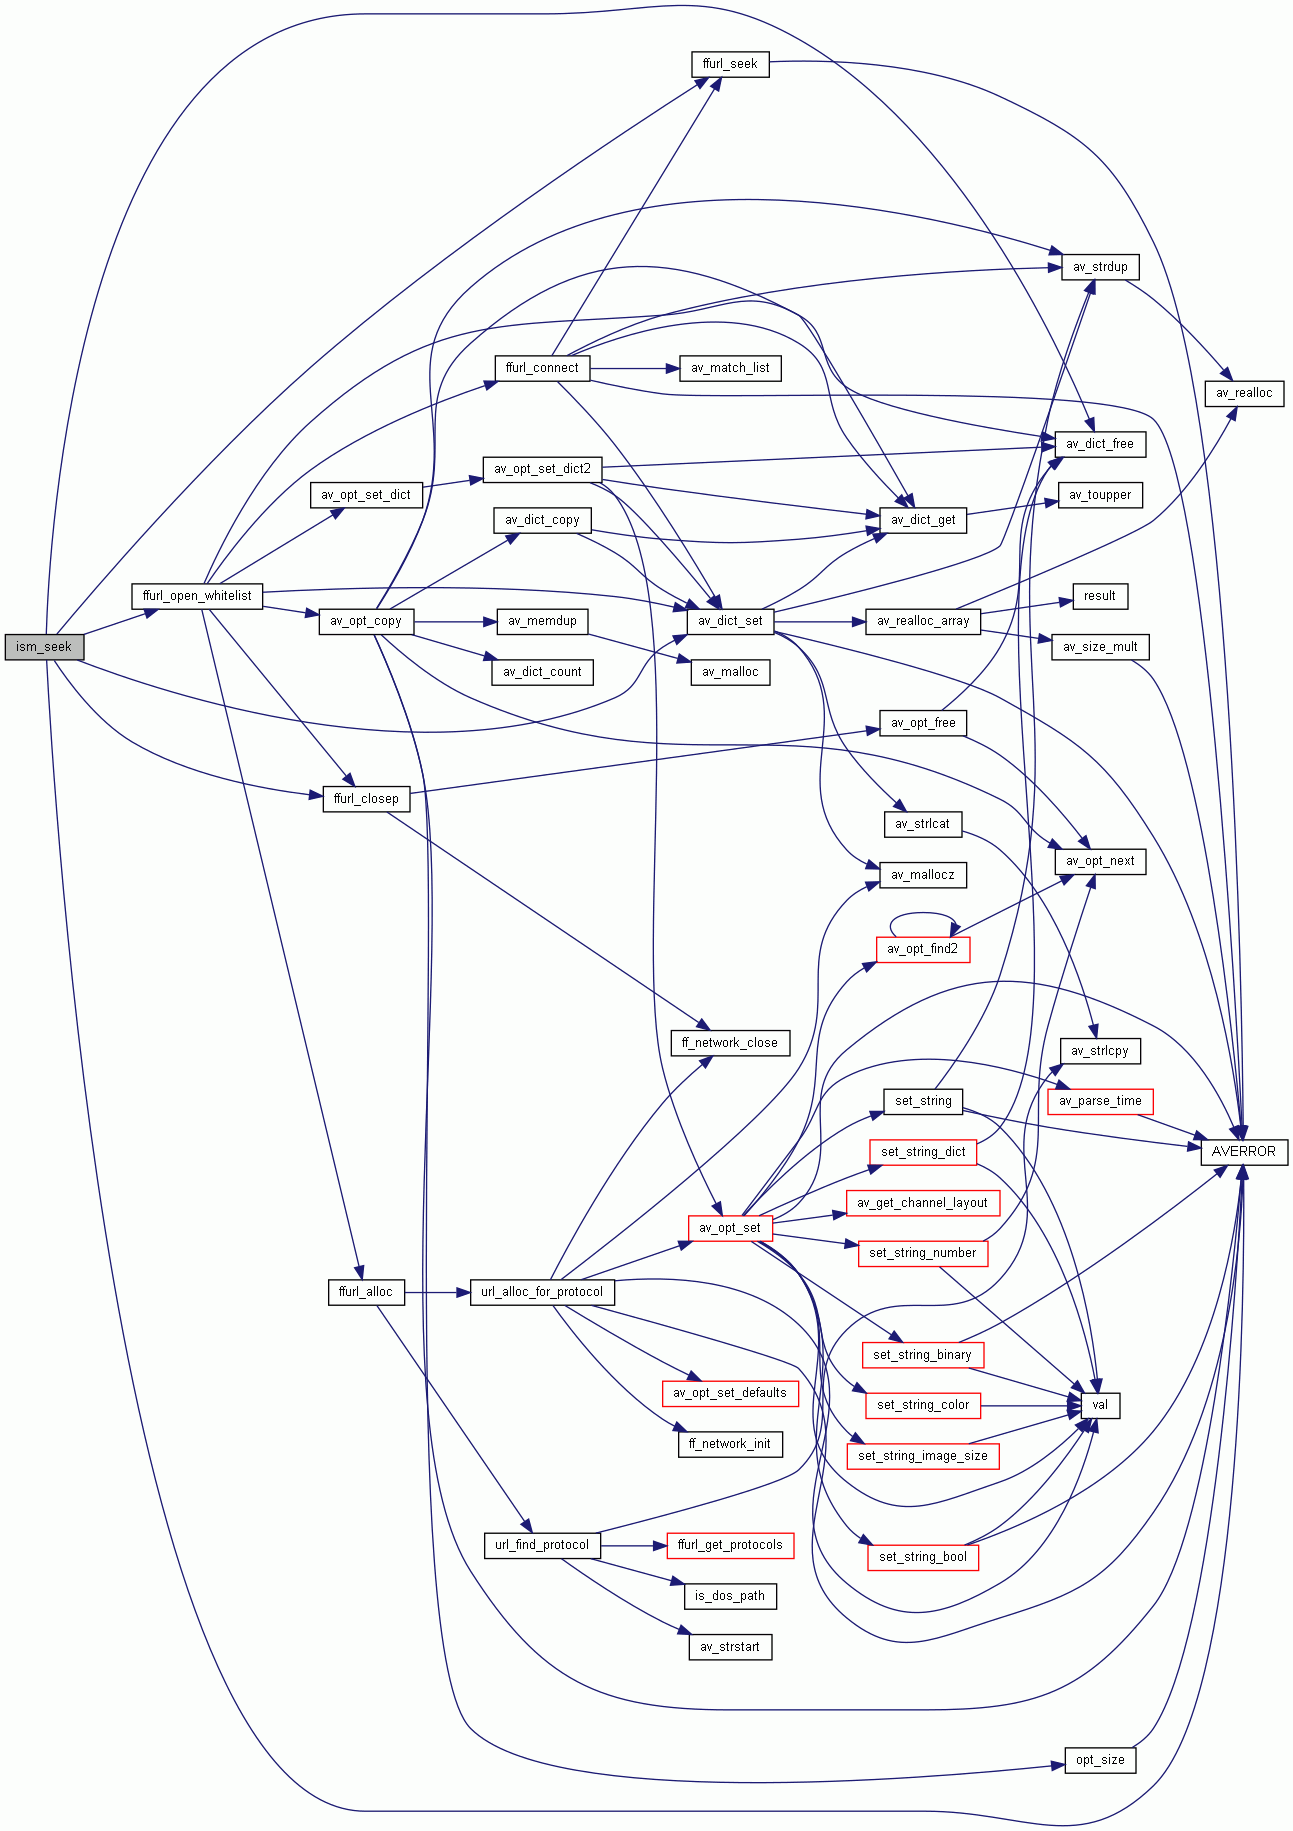 ffurl_seek
av_strdup
ffurl_connect
av_match_list
av_realloc
av_dict_free
av_opt_set_dict2
av_opt_set_dict
av_toupper
av_dict_copy
av_dict_get
ffurl_open_whitelist
result
av_opt_copy
av_memdup
av_dict_set
av_realloc_array
ism_seek
av_size_mult
av_dict_count
av_malloc
av_opt_free
ffurl_closep
av_strlcat
av_opt_next
av_mallocz
av_opt_find2
ff_network_close
av_strlcpy
set_string
av_parse_time
set_string_dict
AVERROR
av_get_channel_layout
av_opt_set
set_string_number
ffurl_alloc
url_alloc_for_protocol
set_string_binary
av_opt_set_defaults
set_string_color
val
ff_network_init
set_string_image_size
url_find_protocol
ffurl_get_protocols
set_string_bool
is_dos_path
av_strstart
opt_size